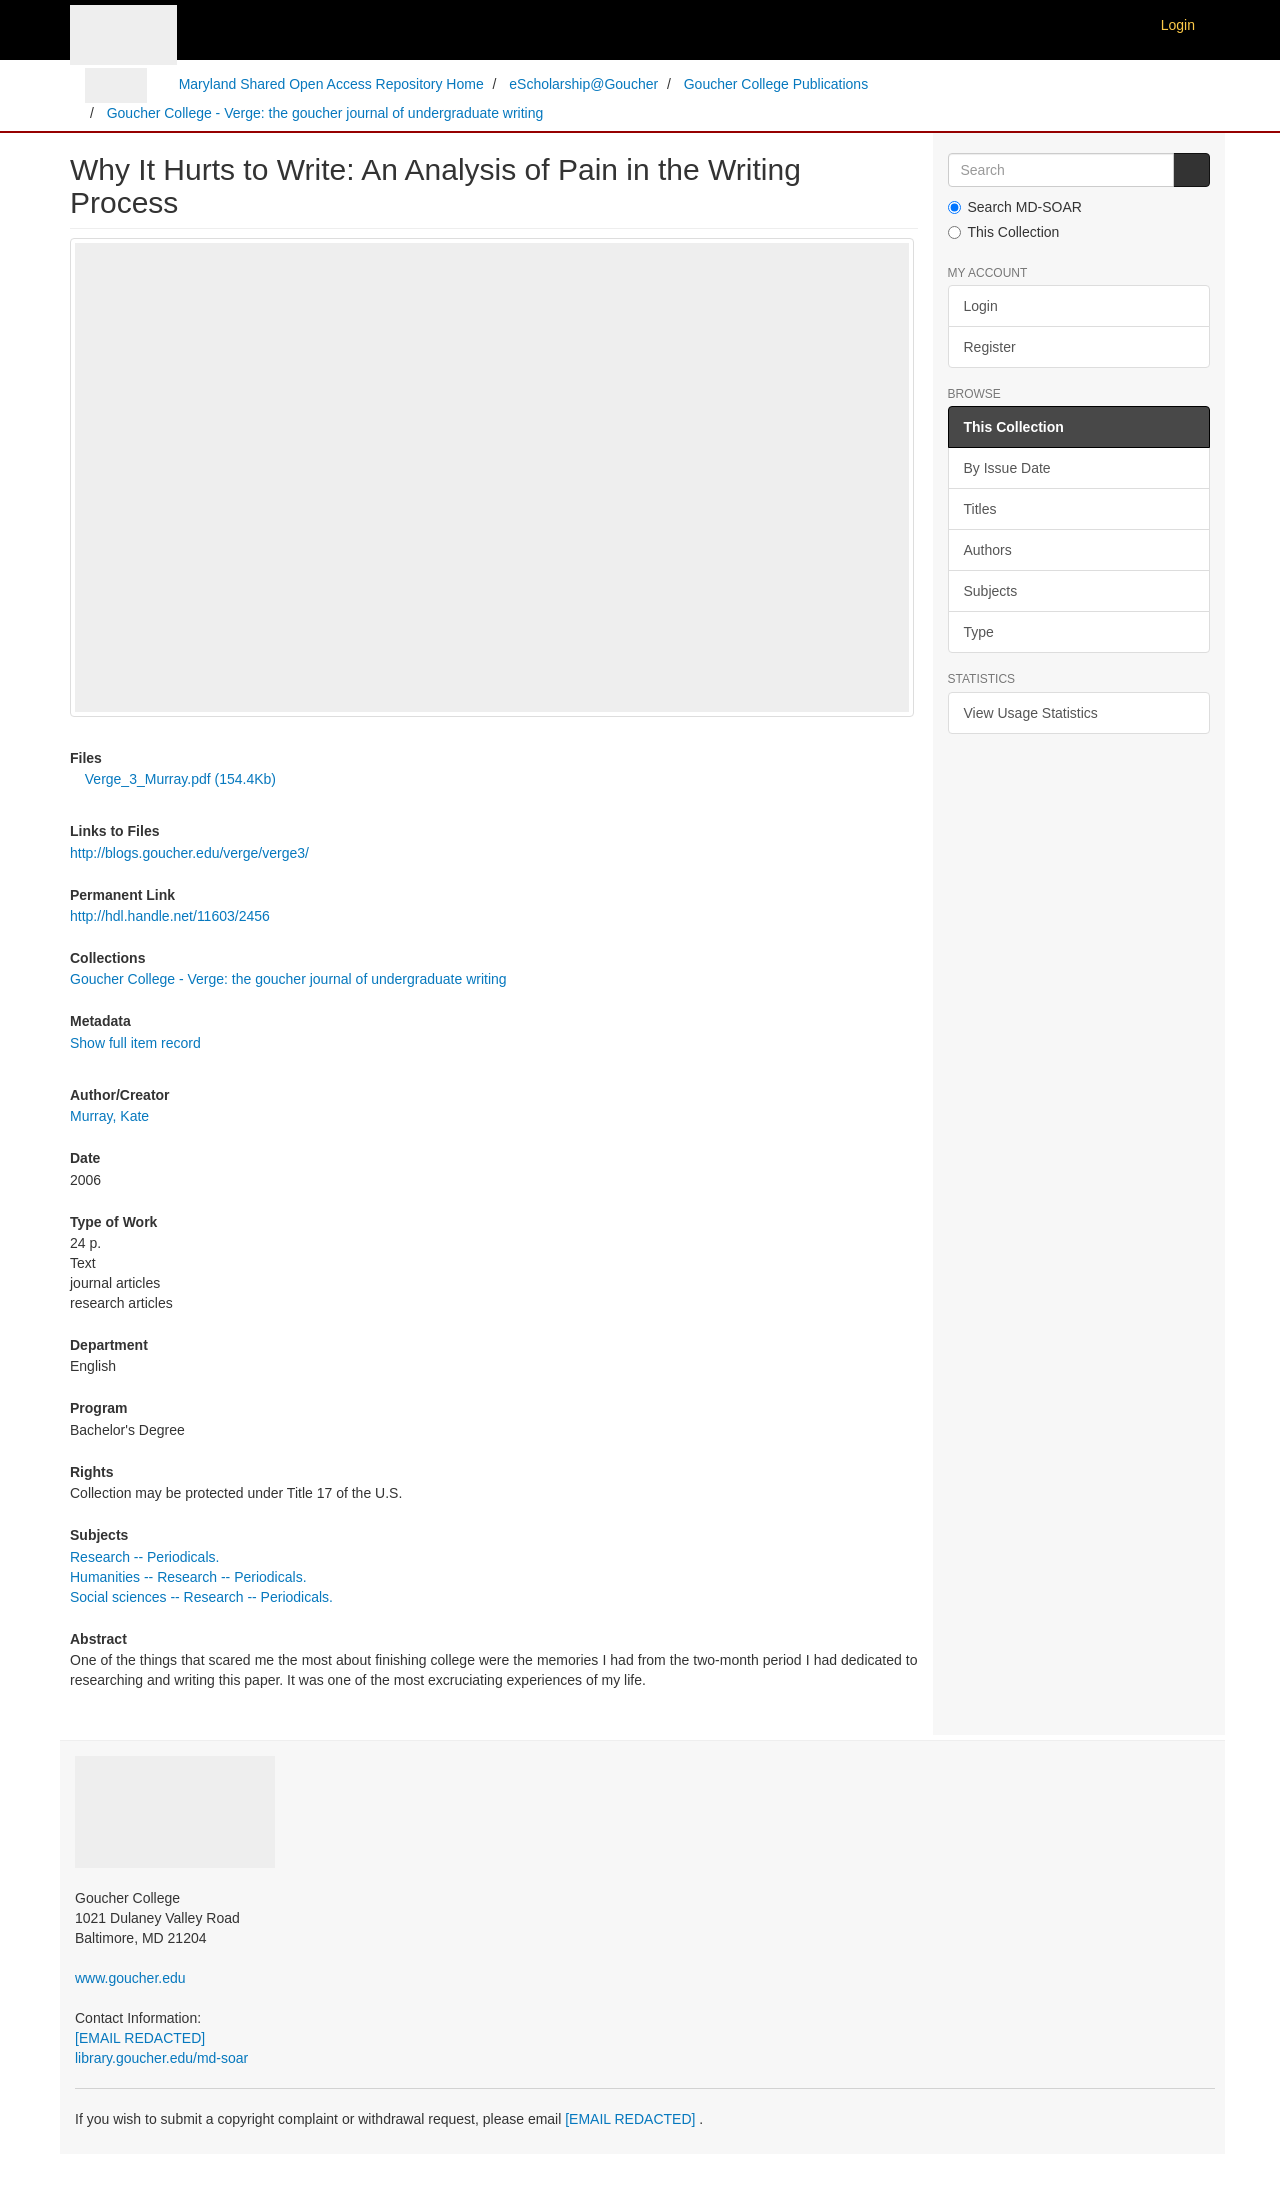 Login
Maryland Shared Open Access Repository Home / eScholarship@Goucher / Goucher College Publications
/ Goucher College - Verge: the goucher journal of undergraduate writing
Why It Hurts to Write: An Analysis of Pain in the Writing
Process
Files
Verge_3_Murray.pdf (154.4Kb)
Links to Files
http://blogs.goucher.edu/verge/verge3/
Permanent Link
http://hdl.handle.net/11603/2456
Collections
Goucher College - Verge: the goucher journal of undergraduate writing
Metadata
Show full item record
Author/Creator
Murray, Kate
Date
2006
Type of Work
24 p.
Text
journal articles
research articles
Department
English
Program
Bachelor's Degree
Rights
Collection may be protected under Title 17 of the U.S.
Subjects
Research -- Periodicals.
Humanities -- Research -- Periodicals.
Social sciences -- Research -- Periodicals.
Abstract
One of the things that scared me the most about finishing college were the memories I had from the two-month period I had dedicated to
researching and writing this paper. It was one of the most excruciating experiences of my life.
Search
Search MD-SOAR
This Collection
MY ACCOUNT
Login
Register
BROWSE
This Collection
By Issue Date
Titles
Authors
Subjects
Type
STATISTICS
View Usage Statistics
Goucher College
1021 Dulaney Valley Road
Baltimore, MD 21204
www.goucher.edu
Contact Information:
[EMAIL REDACTED]
library.goucher.edu/md-soar
If you wish to submit a copyright complaint or withdrawal request, please email [EMAIL REDACTED] .